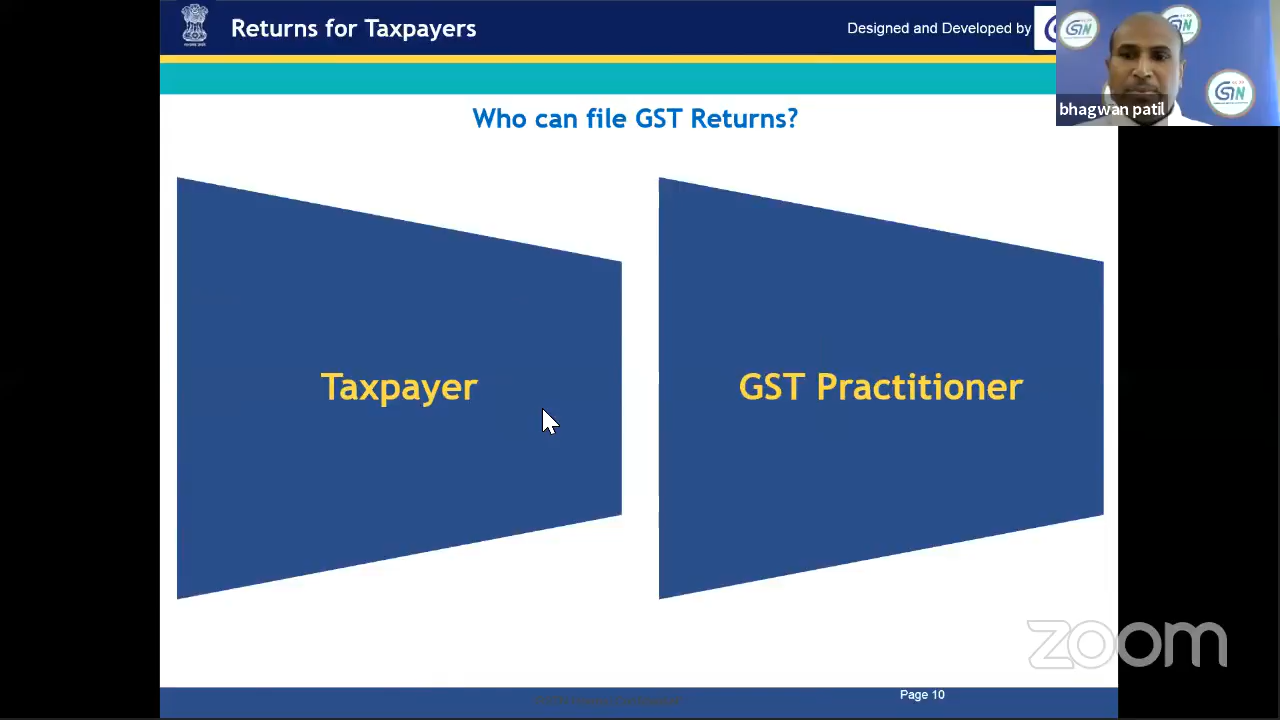 Returns for Taxpayers
Designed and Developed by
bhagwan patil
Who can file GST Returns?
Taxpayer
GST Practitioner
zoom
Page 10